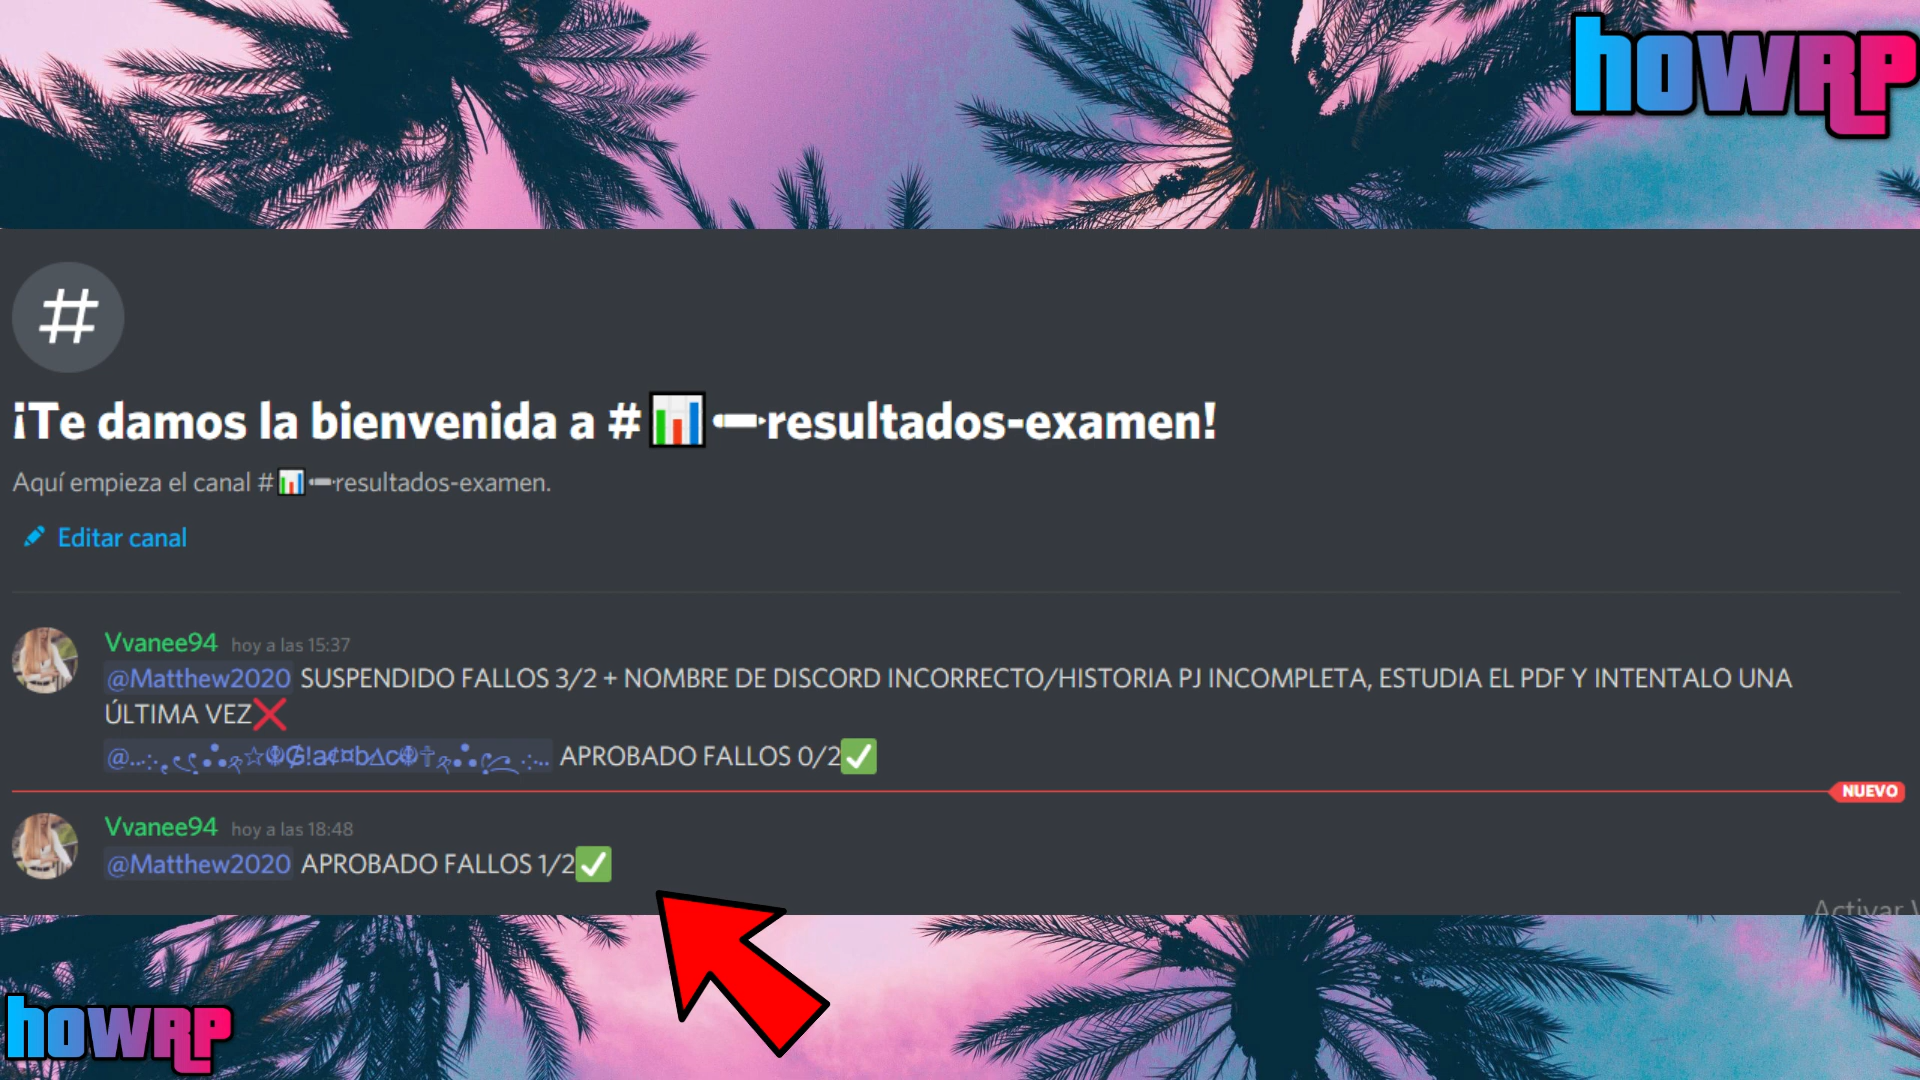 howRP
#
¡Te damos la bienvenida a #📊╺╸resultados-examen!
Aquí empieza el canal #📊╺╸resultados-examen.
Editar canal
Vvanee94 hoy a las 15:37
@Matthew2020 SUSPENDIDO FALLOS 3/2 + NOMBRE DE DISCORD INCORRECTO/HISTORIA PJ INCOMPLETA, ESTUDIA EL PDF Y INTENTALO UNA
ÚLTIMA VEZ❌
APROBADO FALLOS 0/2✅
NUEVO
Vvanee94 hoy a las 18:48
@Matthew2020 APROBADO FALLOS 1/2✅
Activar
howRP